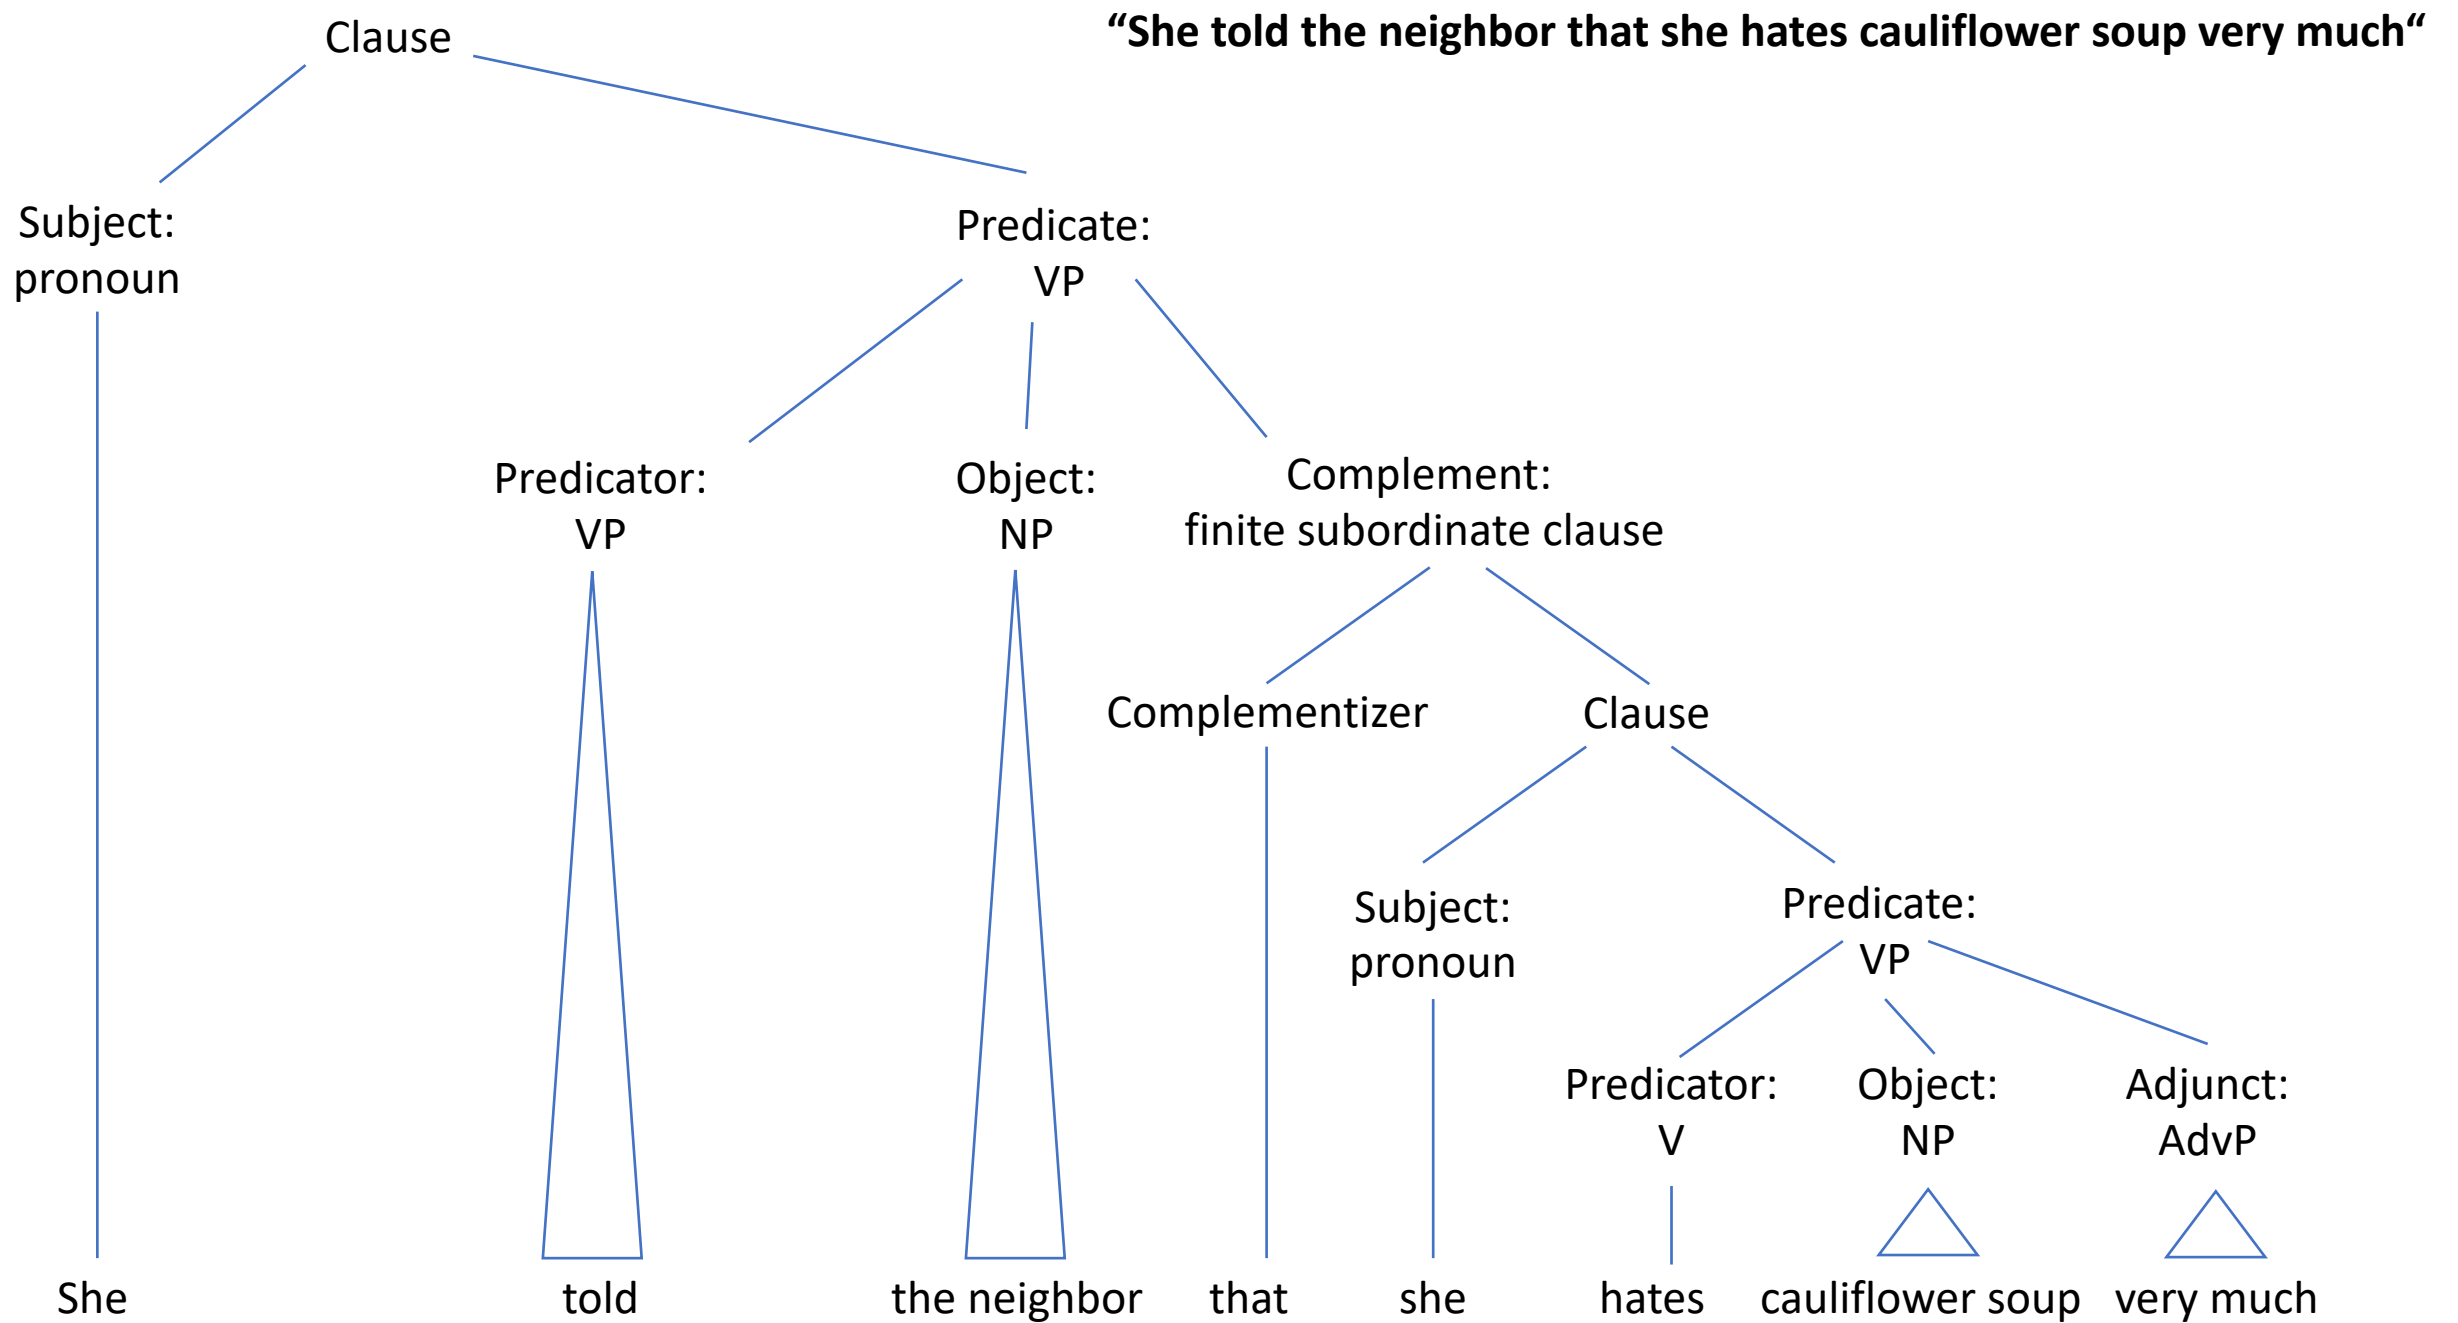 “She told the neighbor that she hates cauliflower soup very much“
Clause
Subject:
pronoun
Predicate:
VP
Predicator:
VP
Object:
NP
Complement:
finite subordinate clause
Complementizer
Clause
Subject:
pronoun
Predicate:
VP
Predicator:
V
Object:
NP
Adjunct:
AdvP
She
told
the neighbor
that
she
hates
cauliflower soup
very much